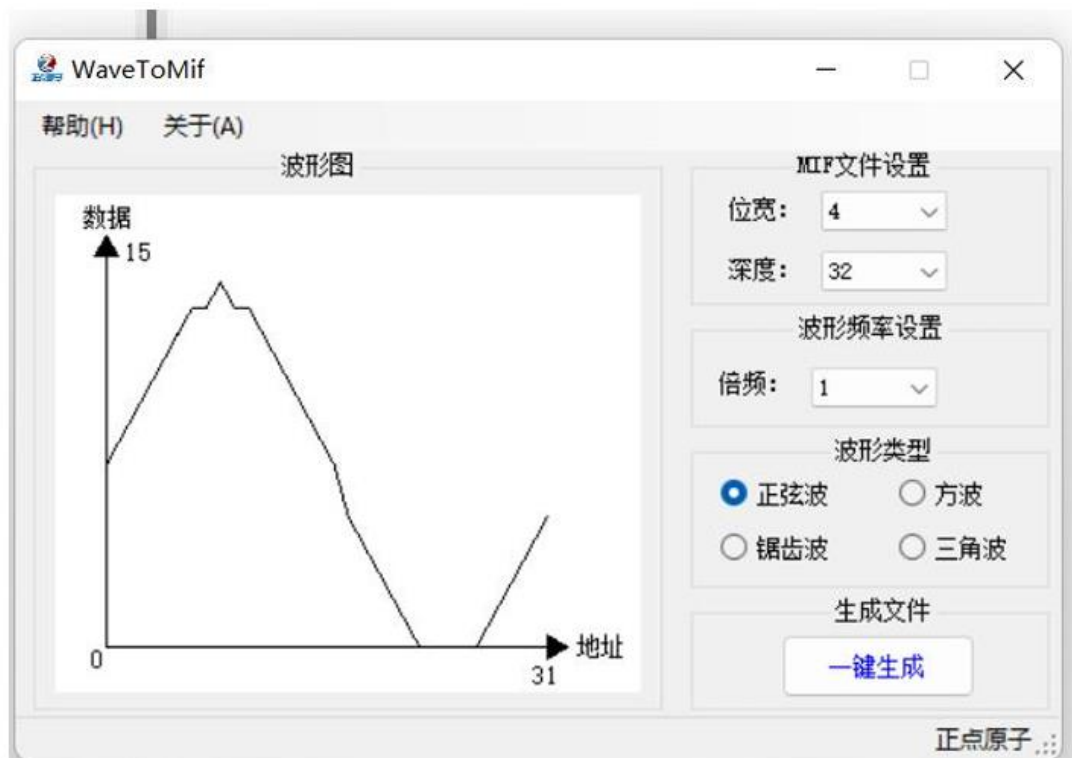 WaveToMif
帮助(H) 关于(A)
波形图
数据
15
0
31
地址
MIF文件设置
位宽: 4
深度: 32
波形频率设置
倍频: 1
波形类型
正弦波 方波
锯齿波 三角波
生成文件
一键生成
正点原子